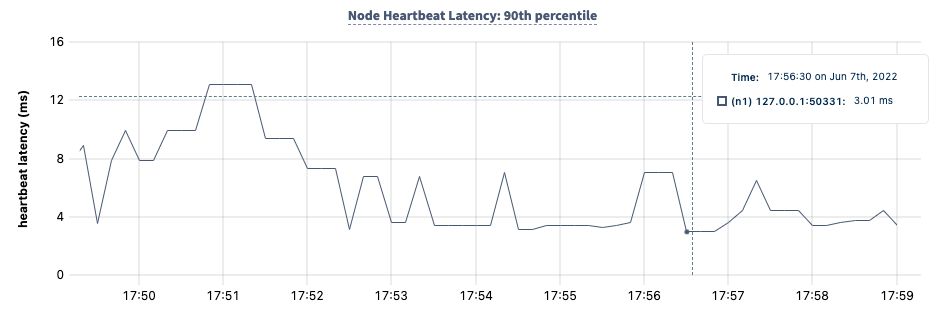 Node Heartbeat Latency: 90th percentile
heartbeat latency (ms)
16
12
8
4
0
Time: 17:56:30 on Jun 7th, 2022
(n1) 127.0.0.1:50331: 3.01 ms
17:50 17:51 17:52 17:53 17:54 17:55 17:56 17:57 17:58 17:59